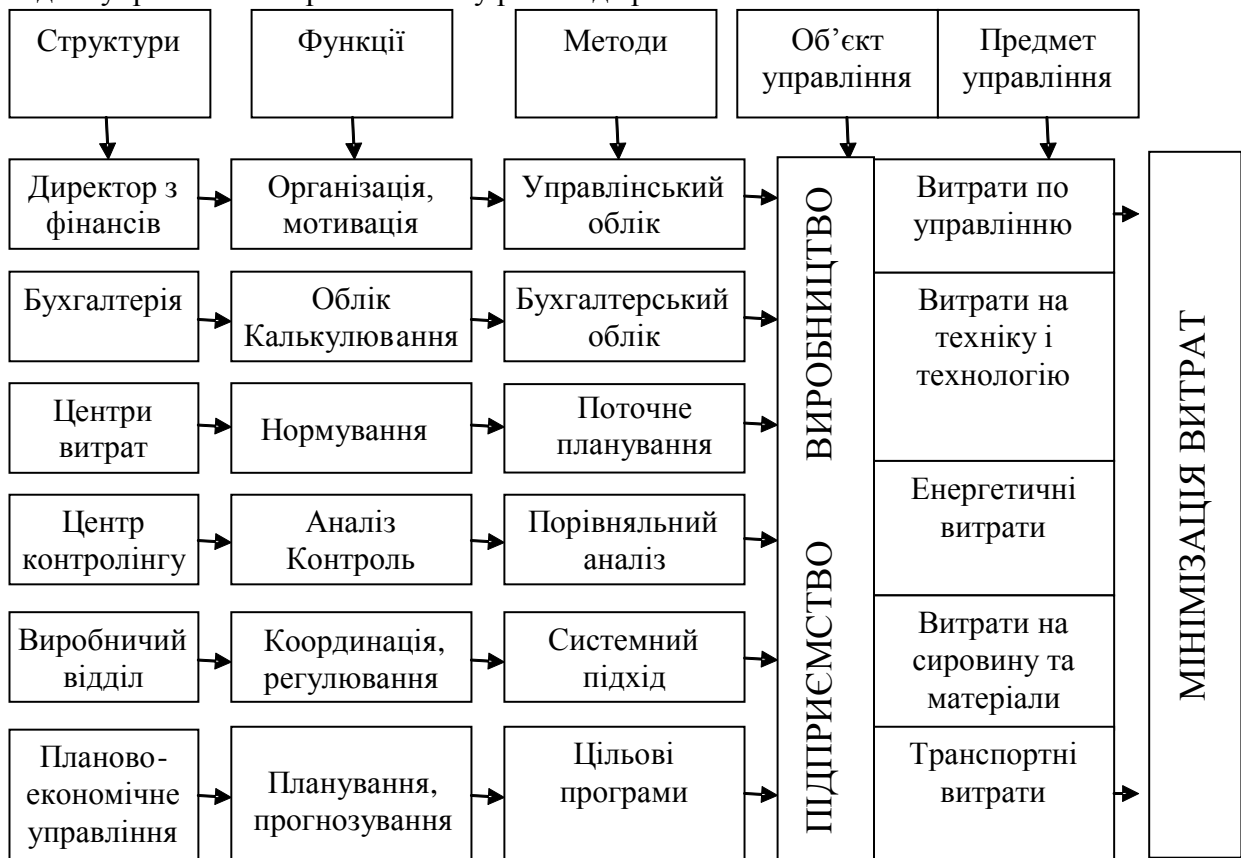 Структури
Функції
Методи
Об’єкт
управління
Предмет
управління
Директор з
фінансів
Організація,
мотивація
Управлінський
облік
Бухгалтерія
Облік
Калькулювання
Бухгалтерський
облік
Центри
витрат
Нормування
Поточне
планування
Центр
контролінгу
Аналіз
Контроль
Порівняльний
аналіз
Виробничий
відділ
Координація,
регулювання
Системний
підхід
Планово-
економічне
управління
Планування,
прогнозування
Цільові
програми
ПІДПРИЄМСТВО ВИРОБНИЦТВО
Витрати по
управлінню
Витрати на
техніку і
технологію
Енергетичні
витрати
Витрати на
сировину та
матеріали
Транспортні
витрати
МІНІМІЗАЦІЯ ВИТРАТ